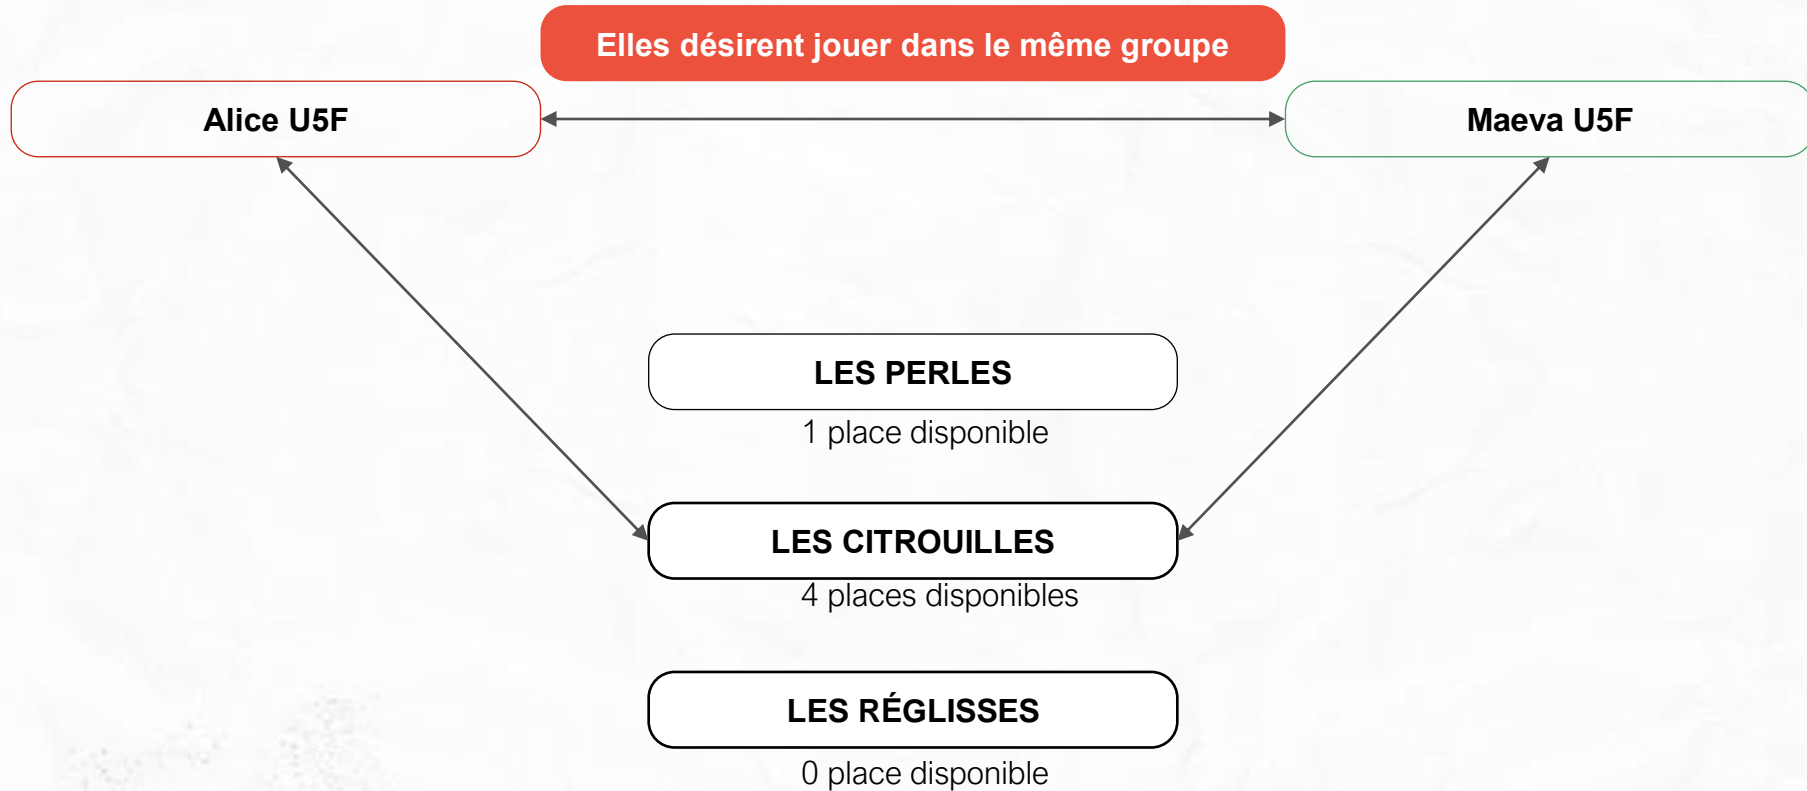 Elles désirent jouer dans le même groupe
Alice U5F
Maeva U5F
LES PERLES
1 place disponible
LES CITROUILLES
4 places disponibles
LES RÉGLISSES
0 place disponible